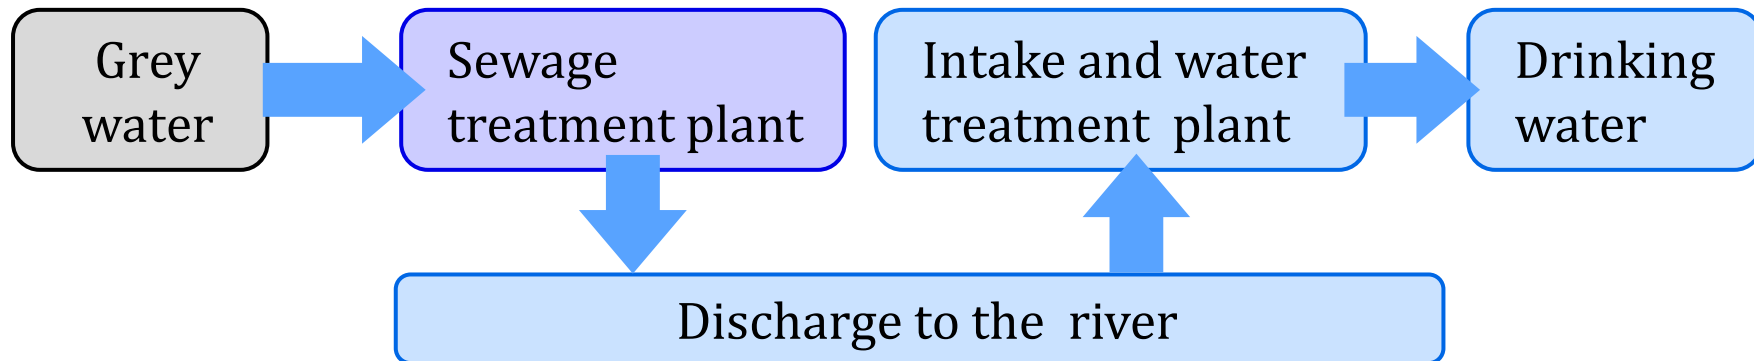 Grey
water
Sewage
treatment plant
Intake and water
treatment plant
Drinking
water
Discharge to the river